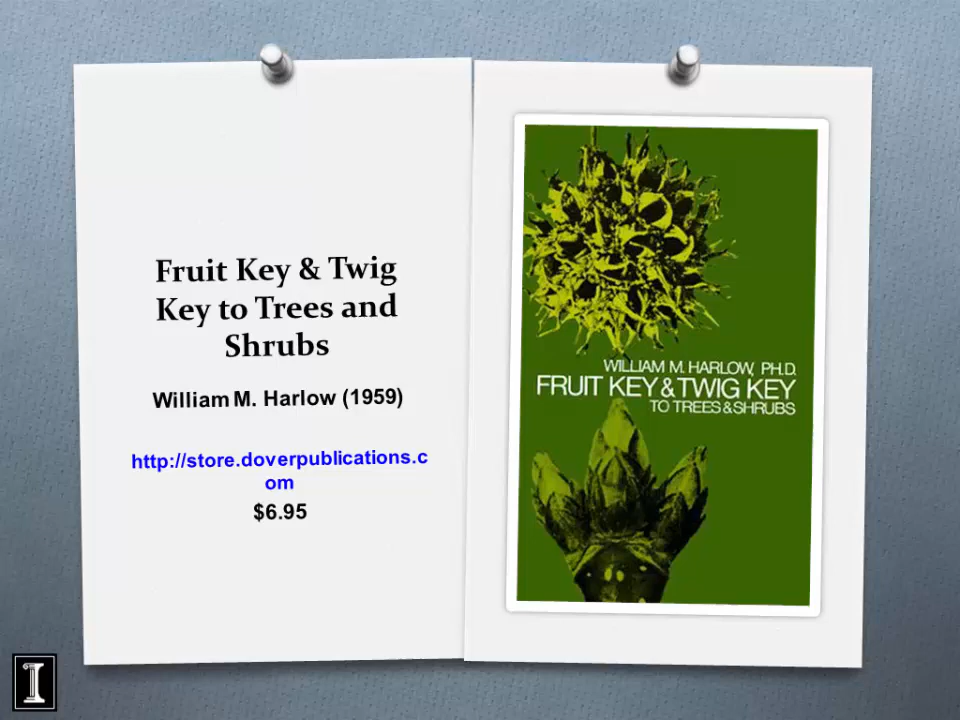 Fruit Key & Twig
Key to Trees and
Shrubs
William M. Harlow (1959)
http://store.doverpublications.c
om
$6.95
WILLIAM M. HARLOW, PH.D.
FRUIT KEY & TWIG KEY
TO TREES & SHRUBS
I